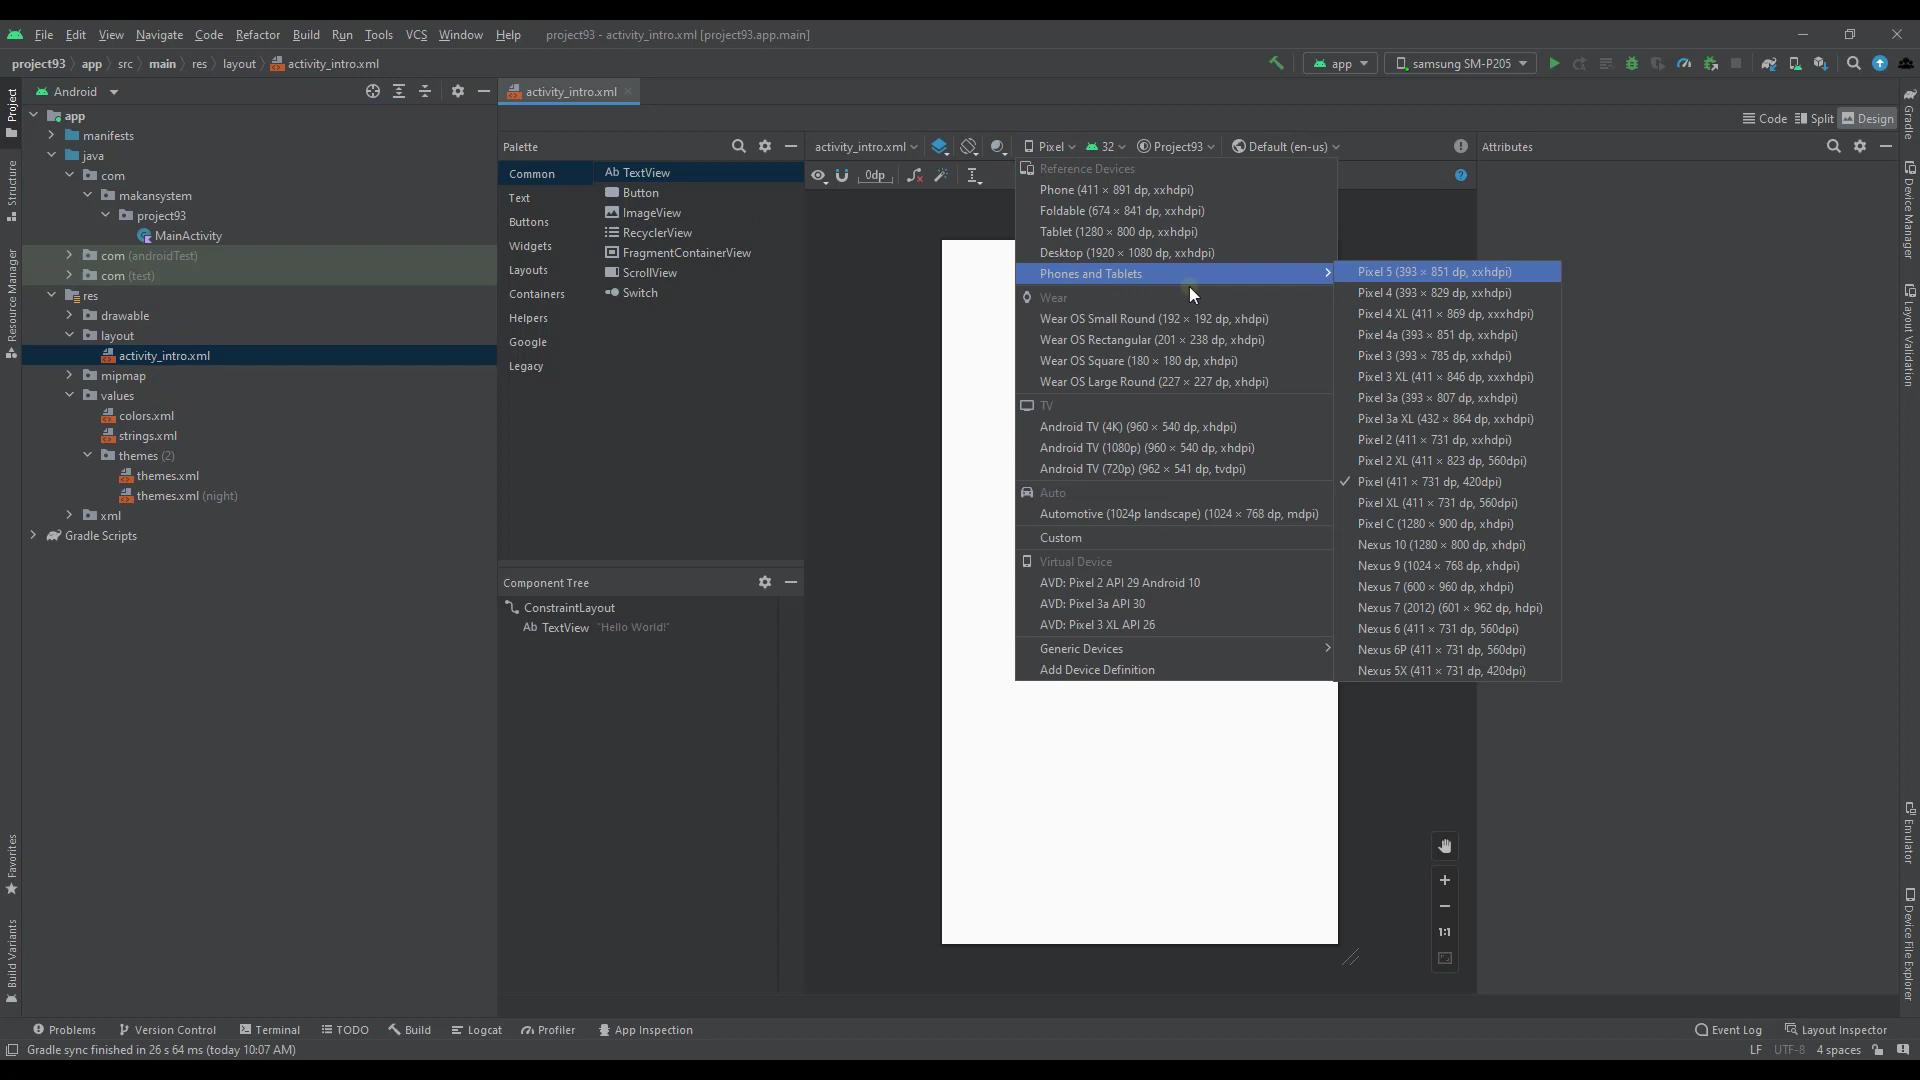 File Edit View Navigate Code Refactor Build Run Tools VCS Window Help project93 - activity_intro.xml [project93.app.main]
project93 app src main res layout activity_intro.xml
app samsung SM-P205
Project
Structure
Resource Manager
Favorites
Build Variants
Android
app
manifests
java
com
makansystem
project93
MainActivity
com (androidTest)
com (test)
res
drawable
layout
activity_intro.xml
mipmap
values
colors.xml
strings.xml
themes (2)
themes.xml
themes.xml (night)
xml
Gradle Scripts
activity_intro.xml
Code Split Design
Palette
Common
Text
Buttons
Widgets
Layouts
Containers
Helpers
Google
Legacy
Ab TextView
Button
ImageView
RecyclerView
FragmentContainerView
ScrollView
Switch
Component Tree
ConstraintLayout
Ab TextView "Hello World!"
activity_intro.xml Pixel 32 Project93 Default (en-us)
0dp
Reference Devices
Phone (411 × 891 dp, xxhdpi)
Foldable (674 × 841 dp, xxhdpi)
Tablet (1280 × 800 dp, xxhdpi)
Desktop (1920 × 1080 dp, xxhdpi)
Phones and Tablets
Wear
Wear OS Small Round (192 × 192 dp, xhdpi)
Wear OS Rectangular (201 × 238 dp, xhdpi)
Wear OS Square (180 × 180 dp, xhdpi)
Wear OS Large Round (227 × 227 dp, xhdpi)
TV
Android TV (4K) (960 × 540 dp, xhdpi)
Android TV (1080p) (960 × 540 dp, xhdpi)
Android TV (720p) (962 × 541 dp, tvdpi)
Auto
Automotive (1024p landscape) (1024 × 768 dp, mdpi)
Custom
Virtual Device
AVD: Pixel 2 API 29 Android 10
AVD: Pixel 3a API 30
AVD: Pixel 3 XL API 26
Generic Devices
Add Device Definition
Pixel 5 (393 × 851 dp, xxhdpi)
Pixel 4 (393 × 829 dp, xxhdpi)
Pixel 4 XL (411 × 869 dp, xxxhdpi)
Pixel 4a (393 × 851 dp, xxhdpi)
Pixel 3 (393 × 785 dp, xxhdpi)
Pixel 3 XL (411 × 846 dp, xxxhdpi)
Pixel 3a (393 × 807 dp, xxhdpi)
Pixel 3a XL (432 × 864 dp, xxhdpi)
Pixel 2 (411 × 731 dp, xxhdpi)
Pixel 2 XL (411 × 823 dp, 560dpi)
Pixel (411 × 731 dp, 420dpi)
Pixel XL (411 × 731 dp, 560dpi)
Pixel C (1280 × 900 dp, xhdpi)
Nexus 10 (1280 × 800 dp, xhdpi)
Nexus 9 (1024 × 768 dp, xhdpi)
Nexus 7 (600 × 960 dp, xhdpi)
Nexus 7 (2012) (601 × 962 dp, hdpi)
Nexus 6 (411 × 731 dp, 560dpi)
Nexus 6P (411 × 731 dp, 560dpi)
Nexus 5X (411 × 731 dp, 420dpi)
1:1
Attributes
Gradle
Device Manager
Layout Validation
Emulator
Device File Explorer
Problems Version Control Terminal TODO Build Logcat Profiler App Inspection Event Log Layout Inspector
Gradle sync finished in 26 s 64 ms (today 10:07 AM) LF UTF-8 4 spaces